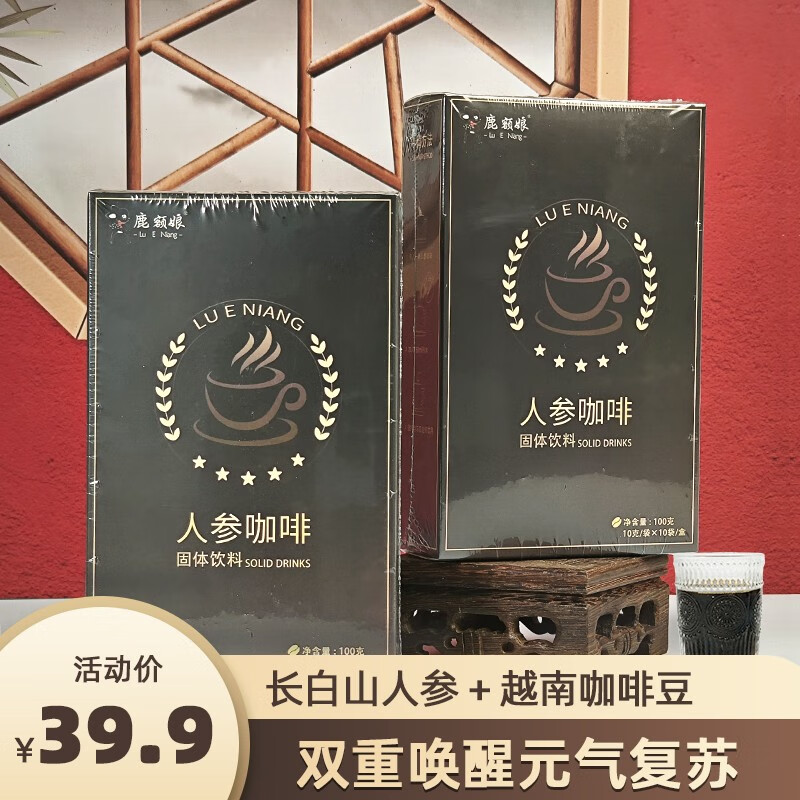 鹿额娘
- Lu E Nang -
LU E NIANG
人参咖啡
固体饮料 SOLID DRINKS
净含量：100克
10克/袋×10袋/盒
鹿额娘
- Lu E Niang -
LU E NIANG
人参咖啡
固体饮料 SOLID DRINKS
净含量：100克
活动价
¥39.9
长白山人参 + 越南咖啡豆
双重唤醒元气复苏